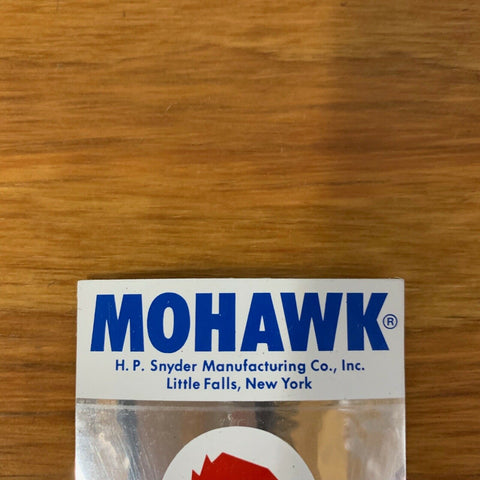 MOHAWK®
H. P. Snyder Manufacturing Co., Inc.
Little Falls, New York